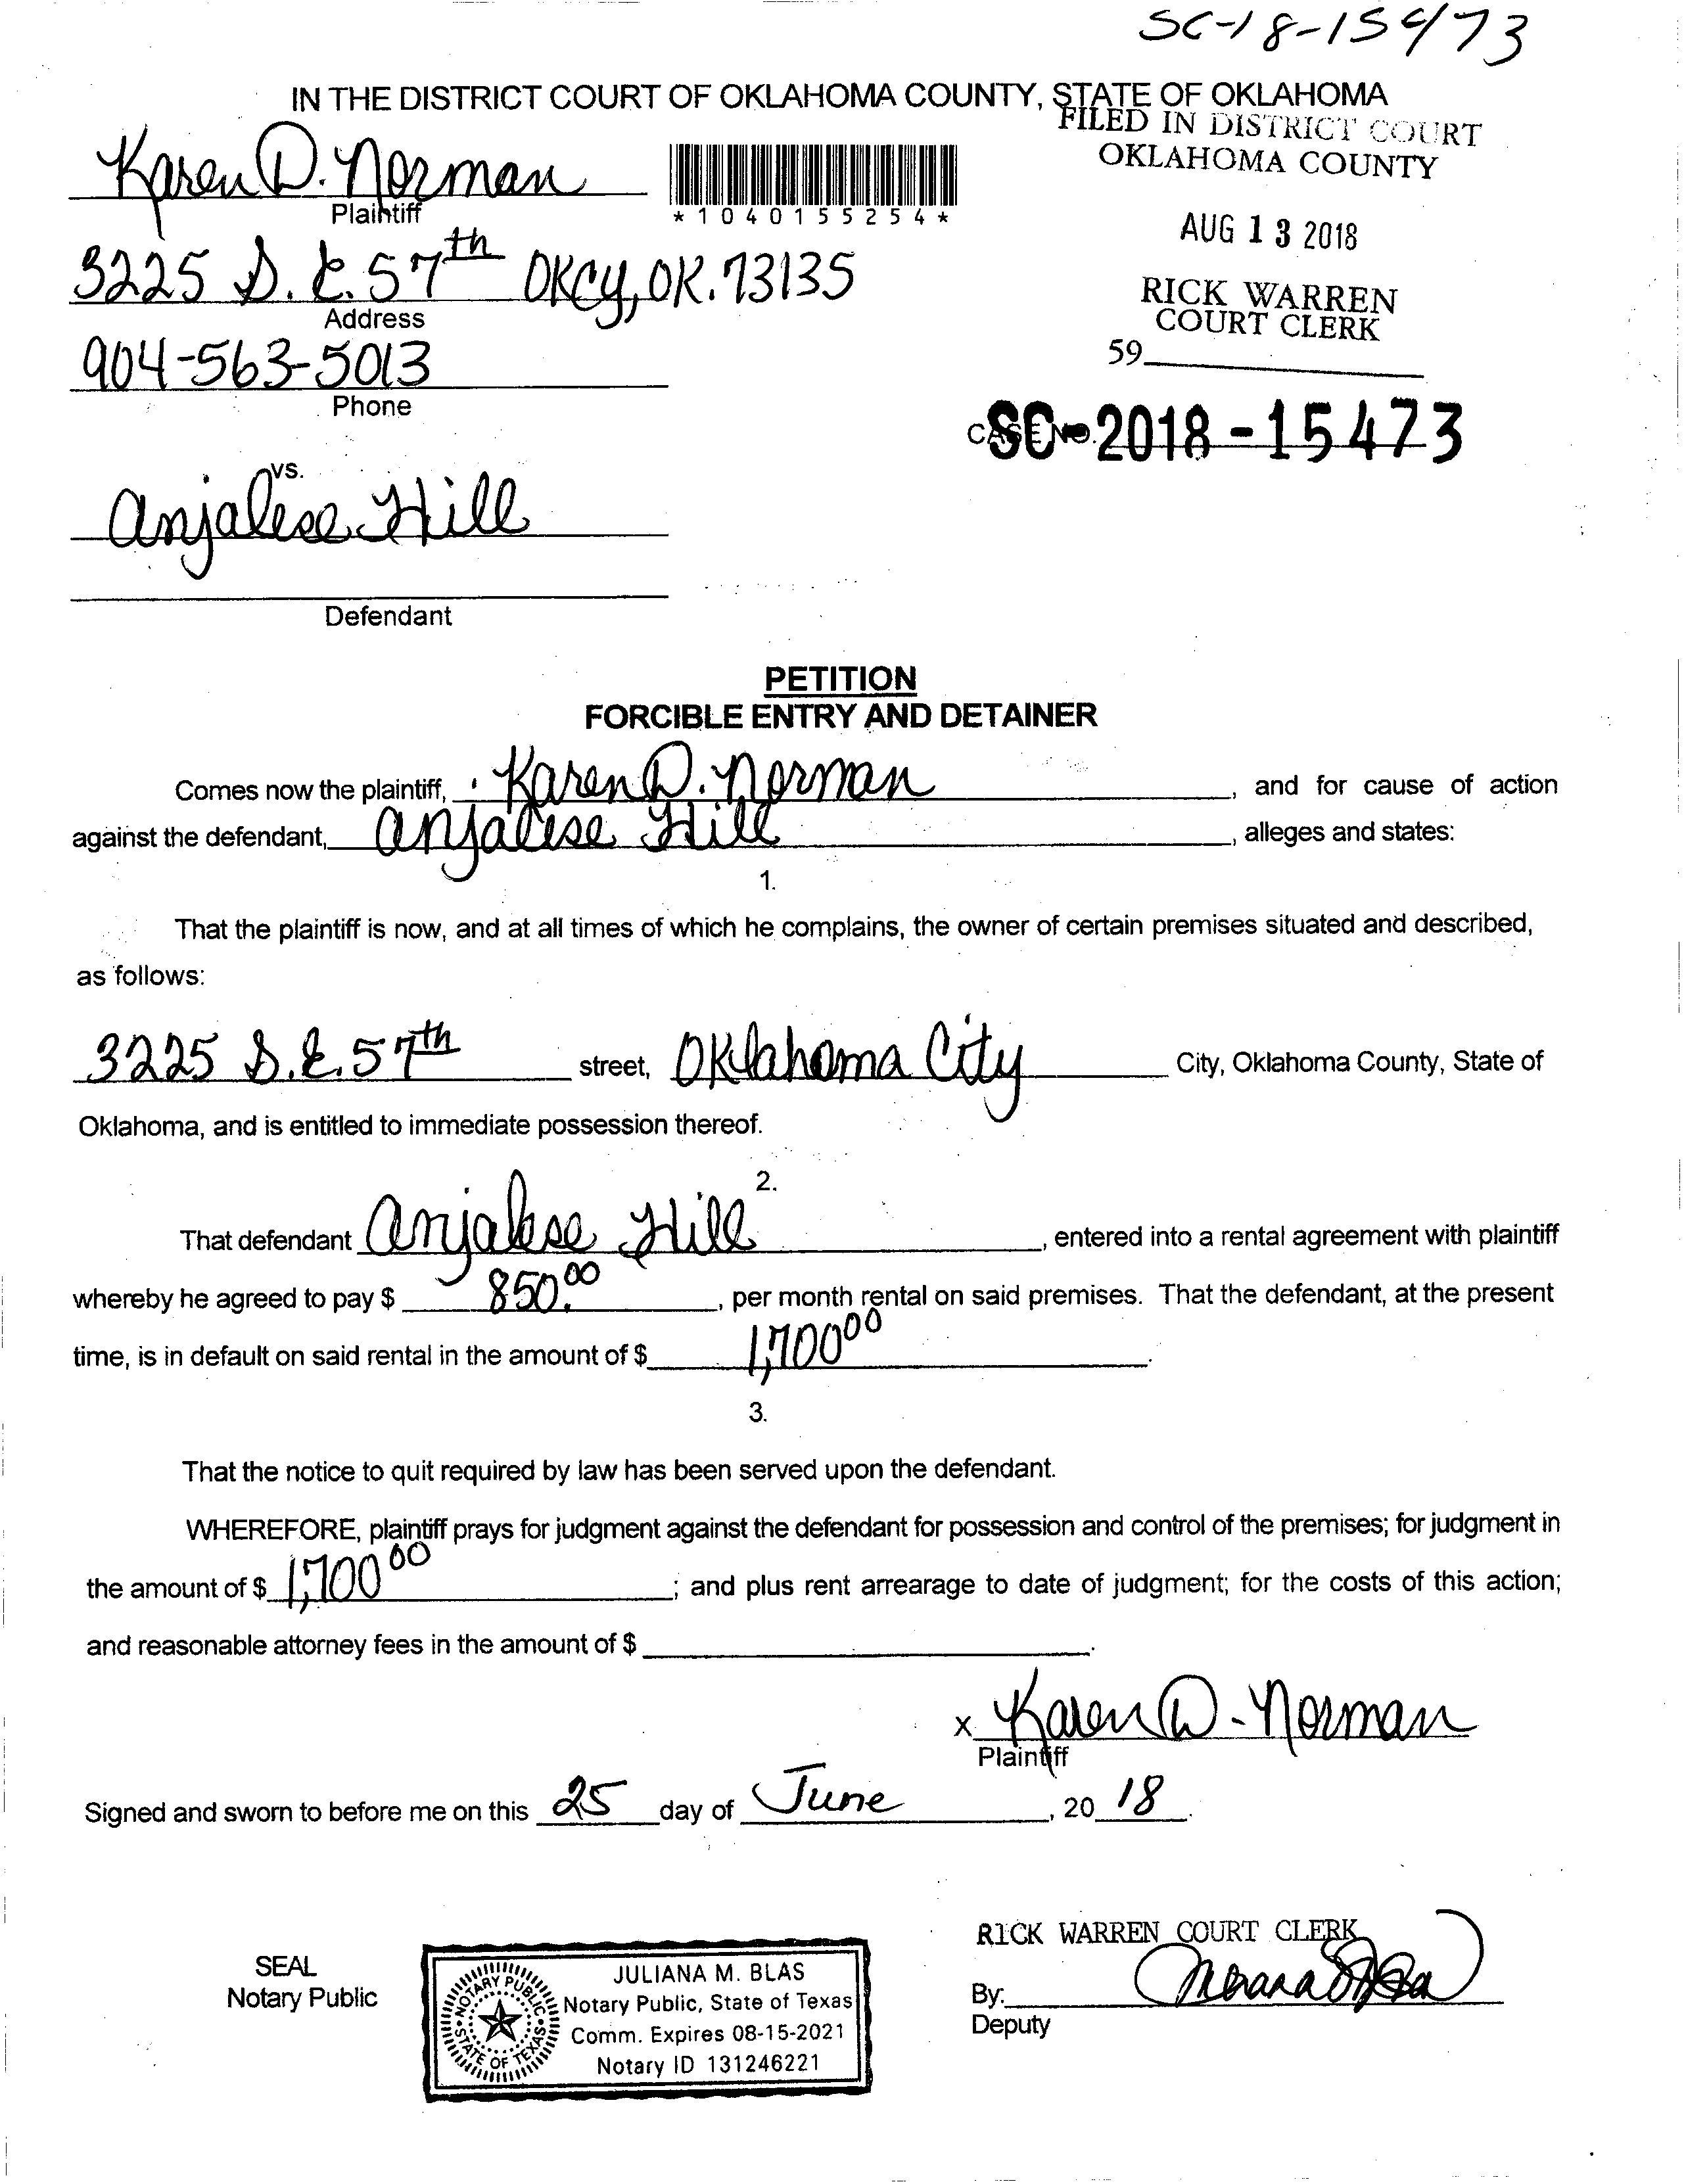 SC-18-15473
IN THE DISTRICT COURT OF OKLAHOMA COUNTY, STATE OF OKLAHOMA
FILED IN DISTRICT COURT
OKLAHOMA COUNTY
Karen D. Norman
Plaintiff
*1040155254*
AUG 13 2018
3225 S.E. 57th OKCy, OK. 73135
Address
RICK WARREN
COURT CLERK
904-563-5013
59
Phone
CASE NO. SC-2018-15473
vs.
Anjalese Hill
Defendant
PETITION
FORCIBLE ENTRY AND DETAINER
Comes now the plaintiff, Karen D. Norman, and for cause of action
against the defendant, Anjalese Hill, alleges and states:
1.
That the plaintiff is now, and at all times of which he complains, the owner of certain premises situated and described,
as follows:
3225 S.E. 57th street, Oklahoma City City, Oklahoma County, State of
Oklahoma, and is entitled to immediate possession thereof.
2.
That defendant Anjalese Hill, entered into a rental agreement with plaintiff
whereby he agreed to pay $ 850.00, per month rental on said premises. That the defendant, at the present
time, is in default on said rental in the amount of $ 1,700 00.
3.
That the notice to quit required by law has been served upon the defendant.
WHEREFORE, plaintiff prays for judgment against the defendant for possession and control of the premises; for judgment in
the amount of $ 1,700 00; and plus rent arrearage to date of judgment; for the costs of this action;
and reasonable attorney fees in the amount of $ .
x Karen D. Norman
Plaintiff
Signed and sworn to before me on this 25 day of June, 20 18.
RICK WARREN COURT CLERK
SEAL
Notary Public
JULIANA M. BLAS
Notary Public, State of Texas
Comm. Expires 08-15-2021
Notary ID 131246221
NOTARY PUBLIC
STATE OF TEXAS
By:
Deputy